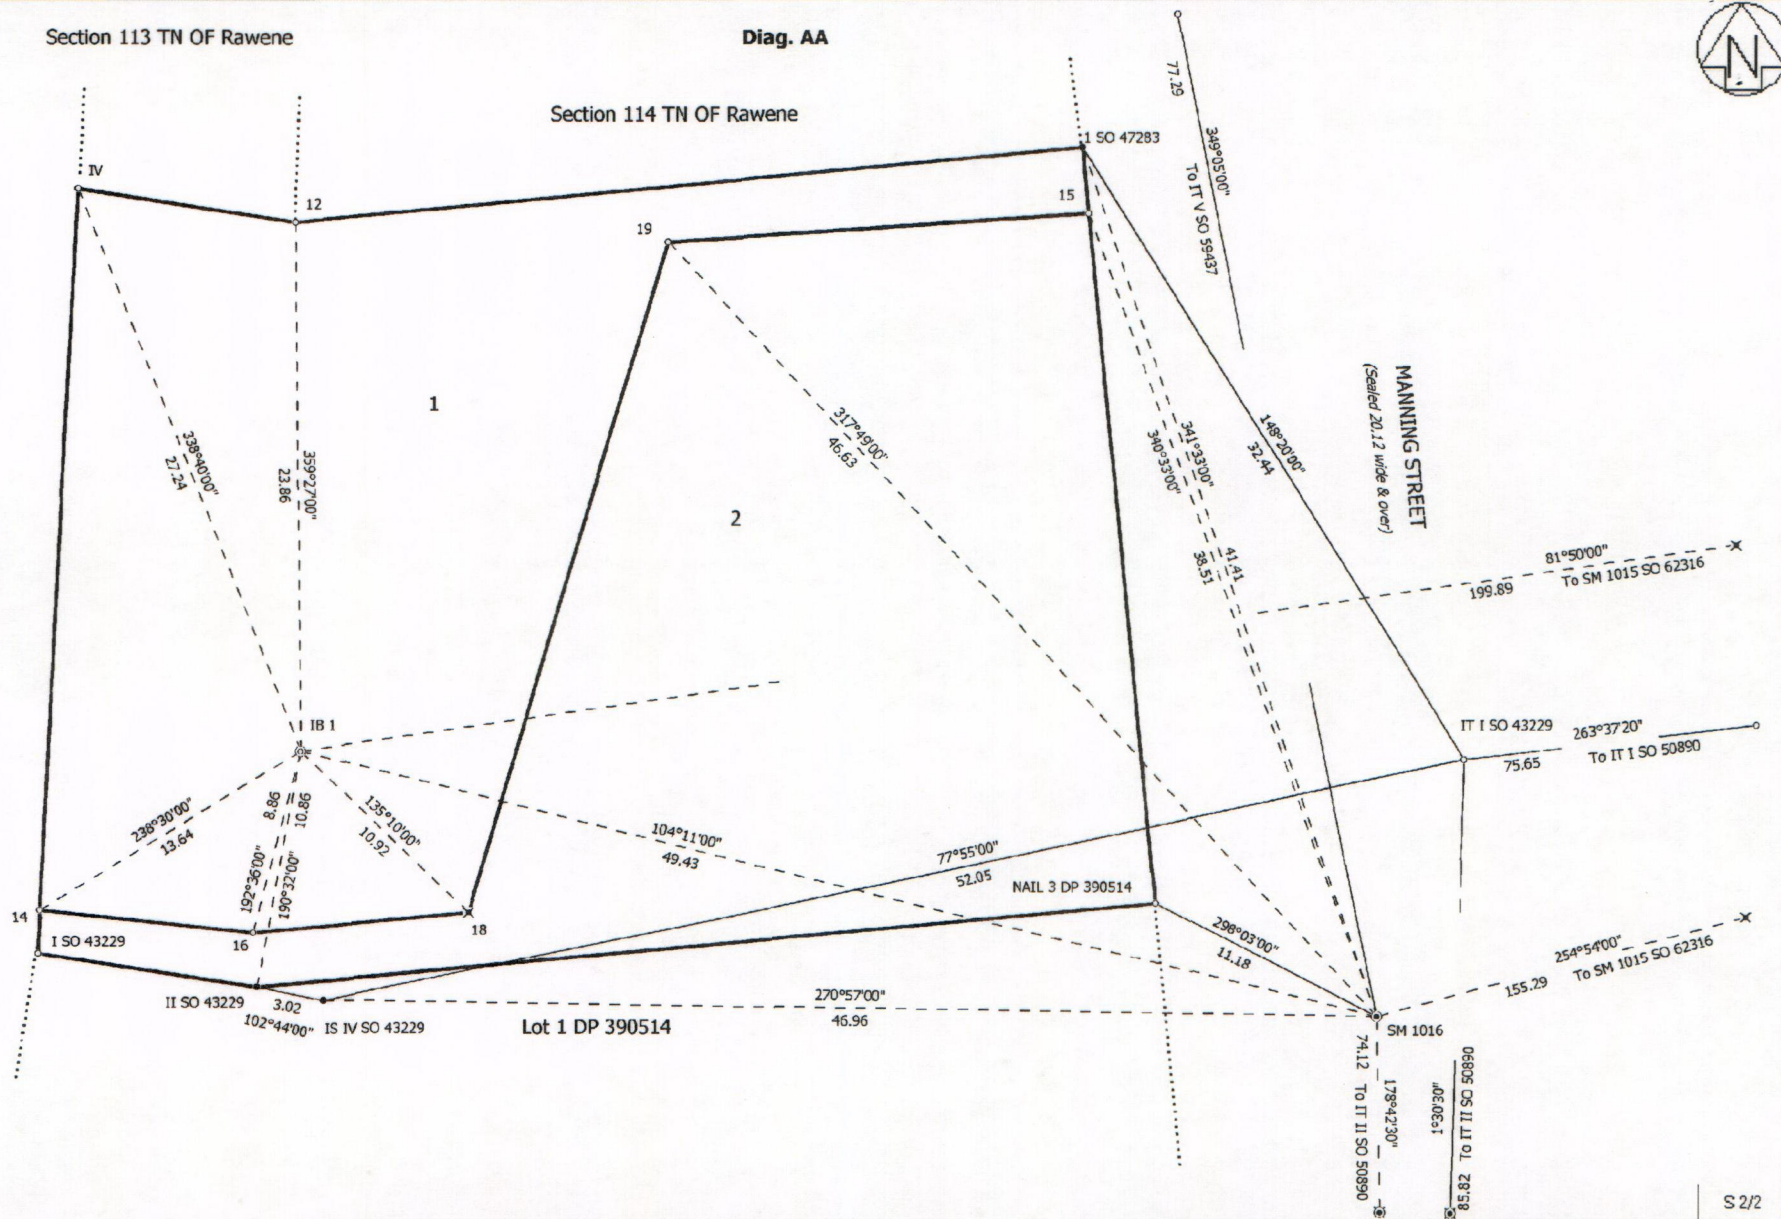 Section 113 TN OF Rawene
Diag. AA
N
Section 114 TN OF Rawene
77.29
349°05'00"
To IT V SO 59437
1 SO 47283
IV
12
15
19
1
2
338°40'00"
27.24
359°27'00"
23.86
317°49'00"
46.63
341°33'00"
41.41
340°33'00"
38.51
148°20'00"
32.44
MANNING STREET
(Sealed 20.12 wide & over)
81°50'00"
199.89
To SM 1015 SO 62316
IB 1
IT I SO 43229
263°37'20"
75.65
To IT I SO 50890
238°30'00"
13.64
8.86
192°36'00"
10.86
190°32'00"
135°10'00"
10.92
104°11'00"
49.43
77°55'00"
52.05
NAIL 3 DP 390514
298°03'00"
11.18
14
I SO 43229
16
18
254°54'00"
155.29
To SM 1015 SO 62316
II SO 43229
3.02
102°44'00"
IS IV SO 43229
270°57'00"
46.96
Lot 1 DP 390514
SM 1016
74.12 To IT II SO 50890
178°42'30"
1°30'30"
85.82 To IT II SO 50890
S 2/2